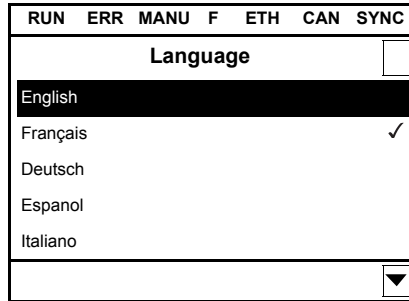 RUN ERR MANU F ETH CAN SYNC
Language
English
Français ✓
Deutsch
Espanol
Italiano